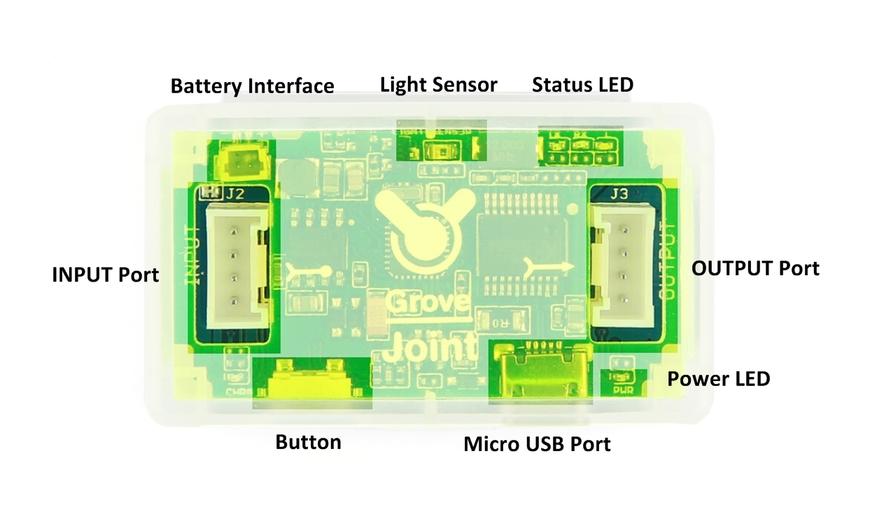 Battery Interface
Light Sensor
Status LED
J2
J3
INPUT
OUTPUT
INPUT Port
OUTPUT Port
Grove
Joint
Power LED
PWR
Button
Micro USB Port